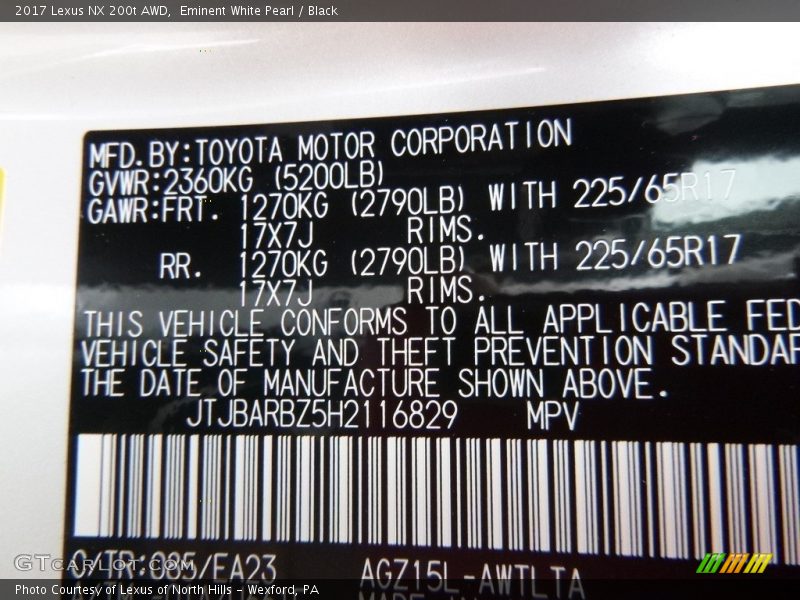 2017 Lexus NX 200t AWD,  Eminent White Pearl / Black
MFD.BY:TOYOTA MOTOR CORPORATION
GVWR:2360KG (5200LB)
GAWR:FRT. 1270KG (2790LB) WITH 225/65R17
17X7J RIMS.
RR. 1270KG (2790LB) WITH 225/65R17
17X7J RIMS.
THIS VEHICLE CONFORMS TO ALL APPLICABLE FED
VEHICLE SAFETY AND THEFT PREVENTION STANDAR
THE DATE OF MANUFACTURE SHOWN ABOVE.
JTJBARBZ5H2116829 MPV
C/TR:085/EA23 AGZ15L-AWTLTA
GTcarlot.com
Photo Courtesy of Lexus of North Hills - Wexford, PA